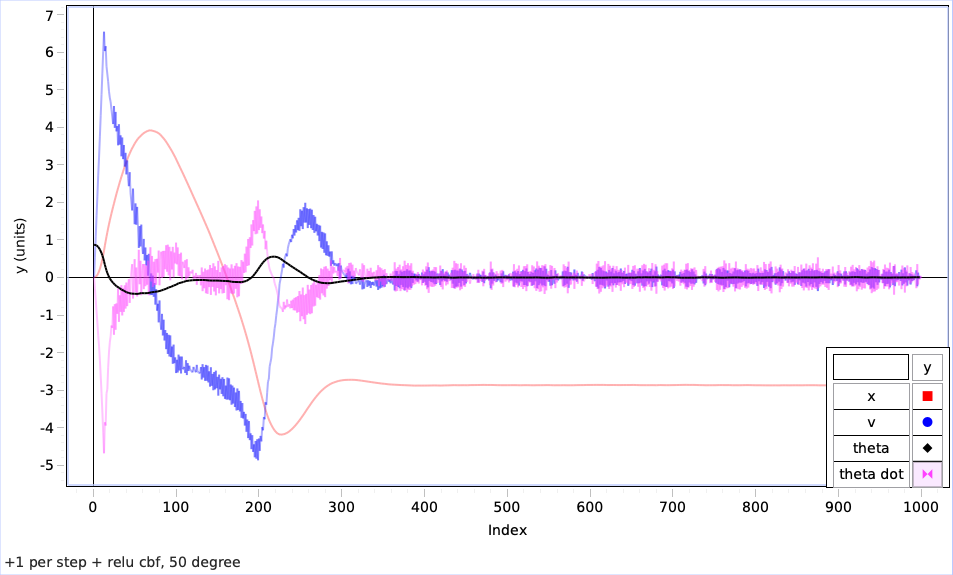 7
6
5
4
3
2
1
0
-1
-2
-3
-4
-5
y (units)
0 100 200 300 400 500 600 700 800 900 1000
Index
y
x
v
theta
theta dot
+1 per step + relu cbf, 50 degree